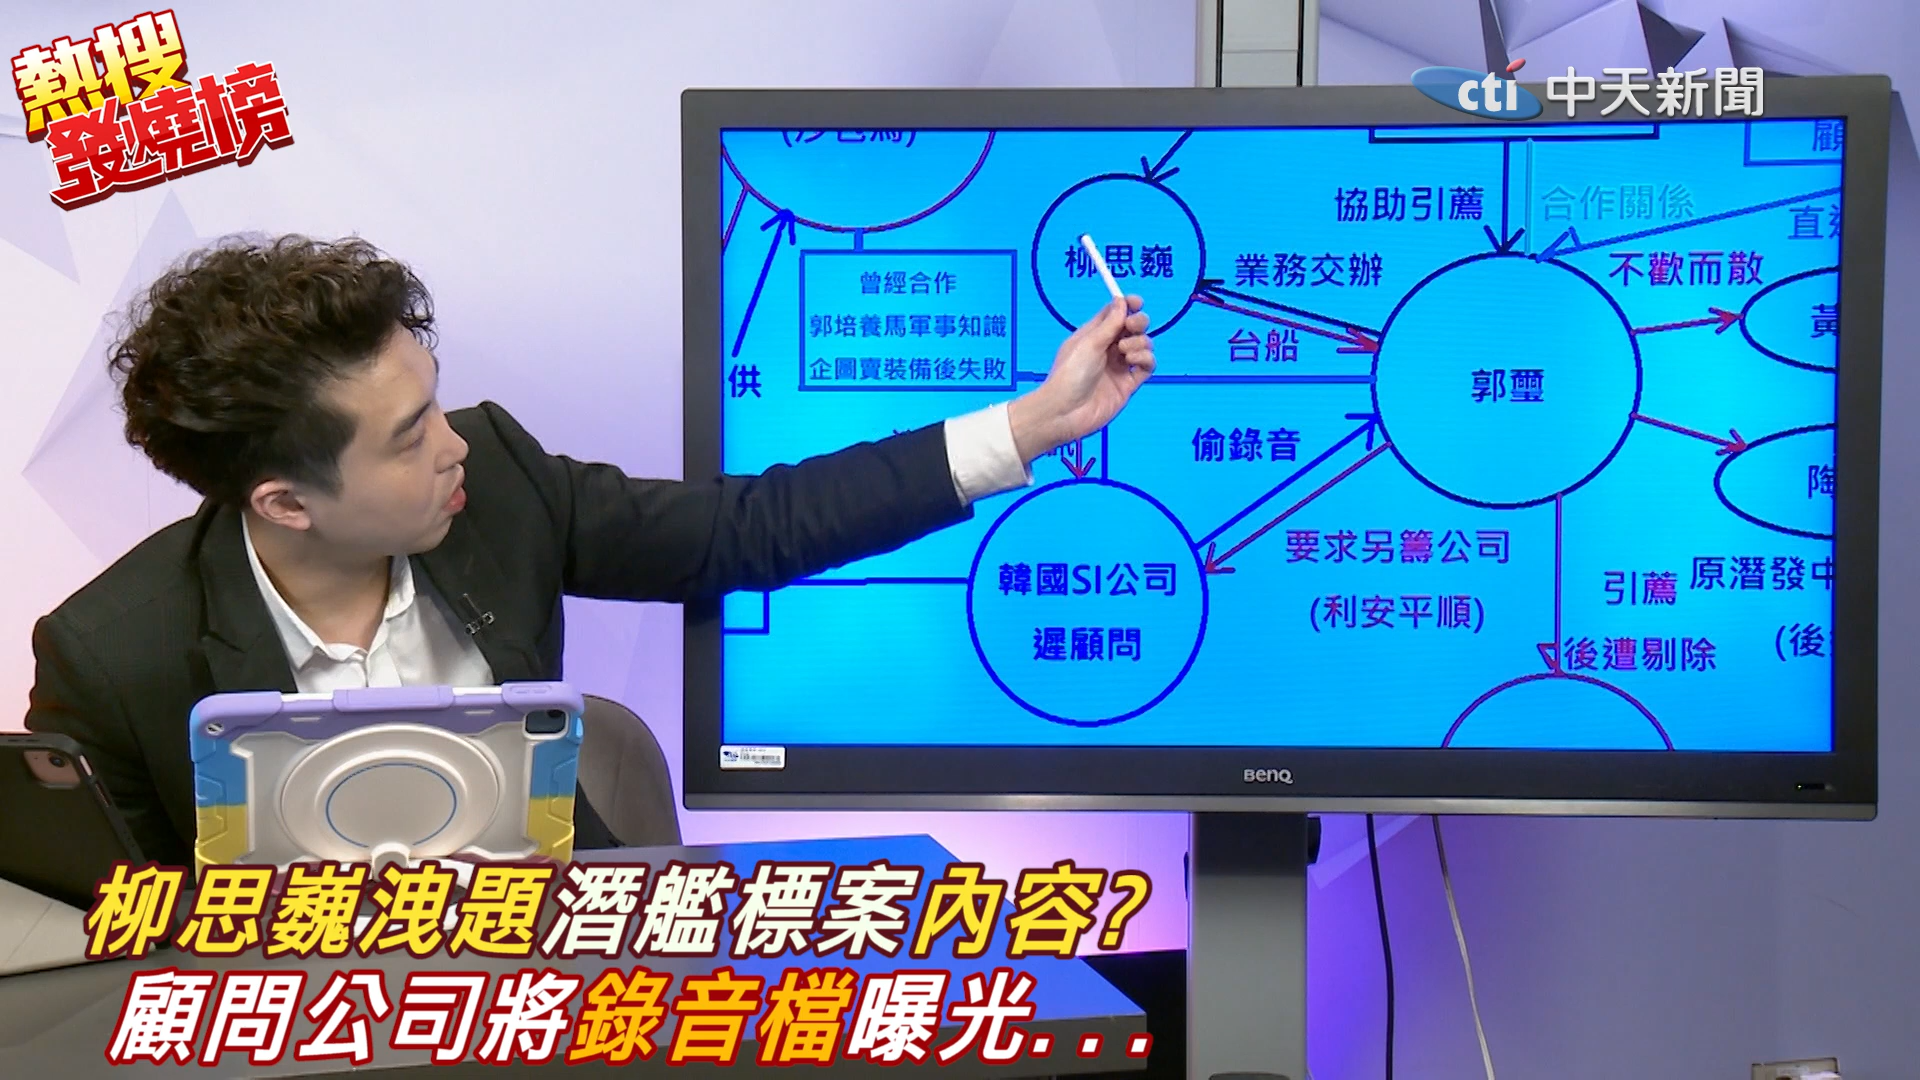 熱搜
發燒榜
cti 中天新聞
協助引薦
合作關係
柳思巍
業務交辦
不歡而散
曾經合作
郭培養馬軍事知識
企圖賣裝備後失敗
台船
供
郭璽
偷錄音
韓國SI公司
遲顧問
要求另籌公司
(利安平順)
引薦
後遭剔除
原潛發中
(後
BenQ
柳思巍洩題潛艦標案內容?
顧問公司將錄音檔曝光...